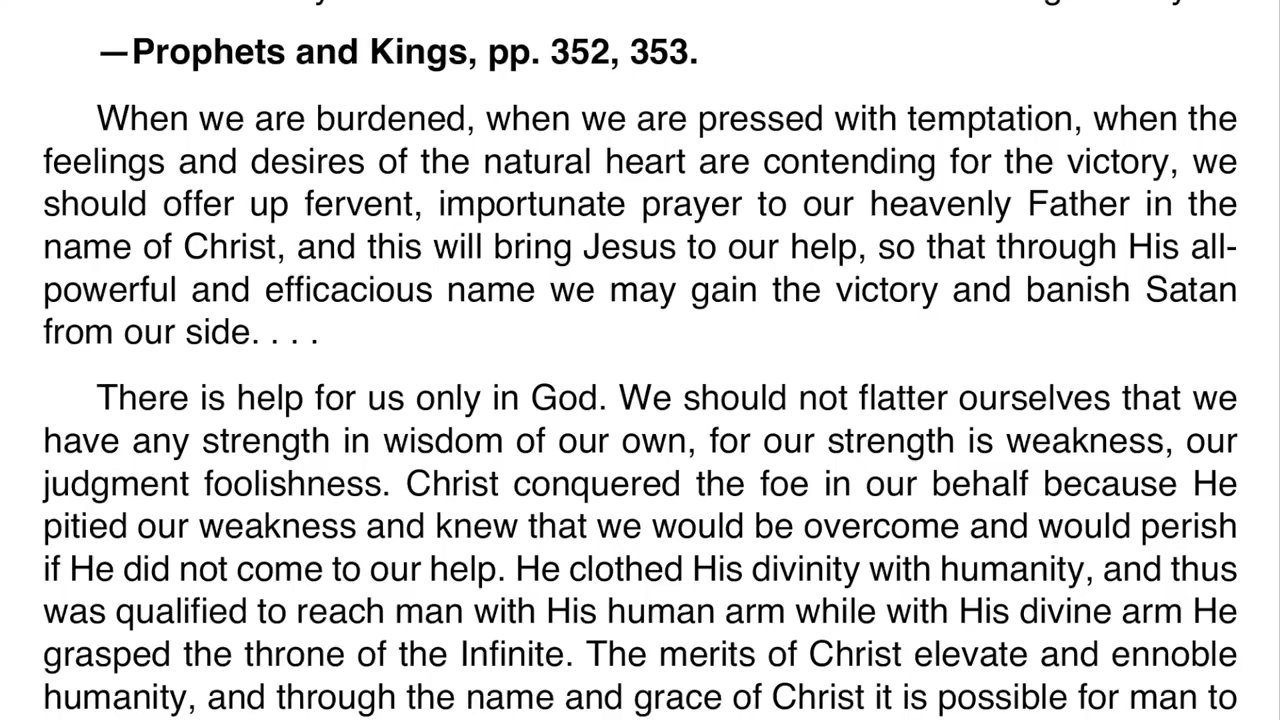 —Prophets and Kings, pp. 352, 353.
When we are burdened, when we are pressed with temptation, when the
feelings and desires of the natural heart are contending for the victory, we
should offer up fervent, importunate prayer to our heavenly Father in the
name of Christ, and this will bring Jesus to our help, so that through His all-
powerful and efficacious name we may gain the victory and banish Satan
from our side. . . .
There is help for us only in God. We should not flatter ourselves that we
have any strength in wisdom of our own, for our strength is weakness, our
judgment foolishness. Christ conquered the foe in our behalf because He
pitied our weakness and knew that we would be overcome and would perish
if He did not come to our help. He clothed His divinity with humanity, and thus
was qualified to reach man with His human arm while with His divine arm He
grasped the throne of the Infinite. The merits of Christ elevate and ennoble
humanity, and through the name and grace of Christ it is possible for man to